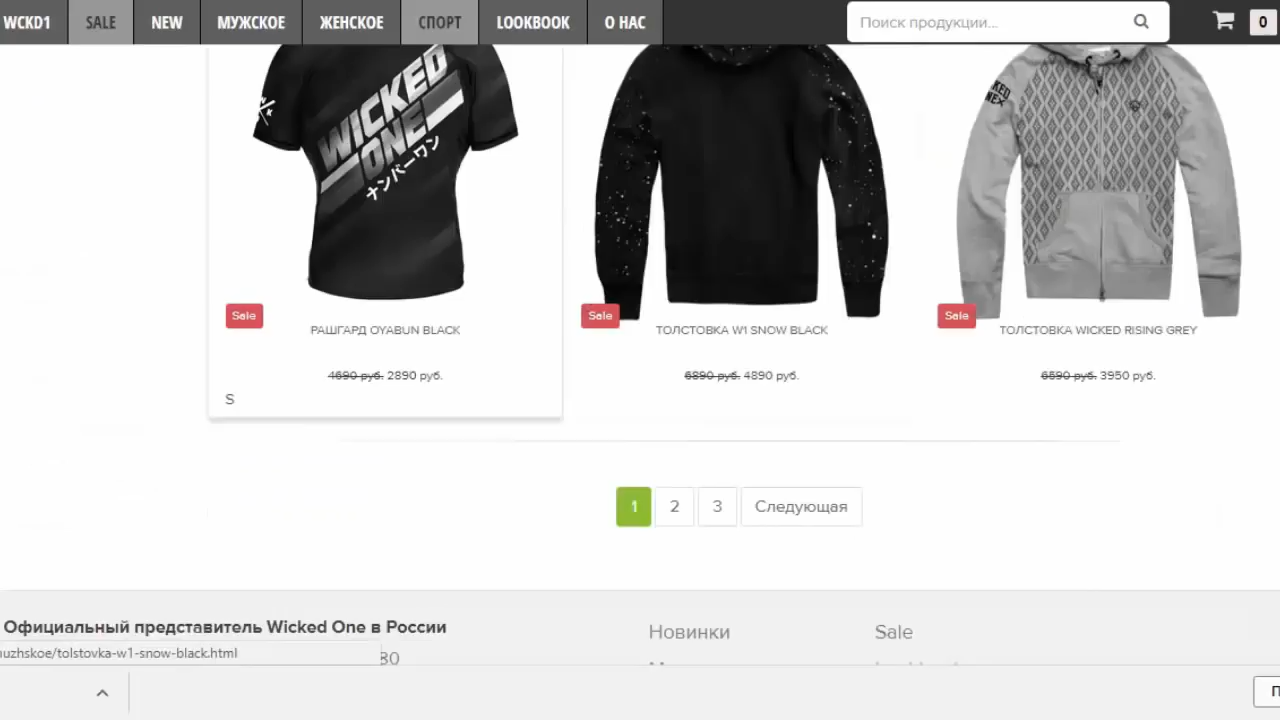 WCKD1 SALE NEW МУЖСКОЕ ЖЕНСКОЕ СПОРТ LOOKBOOK О НАС Поиск продукции... 0
WICKED
ONE
ナンバーワン
Sale
РАШГАРД OYABUN BLACK
4690 руб. 2890 руб.
S
Sale
ТОЛСТОВКА W1 SNOW BLACK
6890 руб. 4890 руб.
Sale
ТОЛСТОВКА WICKED RISING GREY
6590 руб. 3950 руб.
1 2 3 Следующая
Официальный представитель Wicked One в России
Новинки
Sale
uzhskoe/tolstovka-w1-snow-black.html
80
П